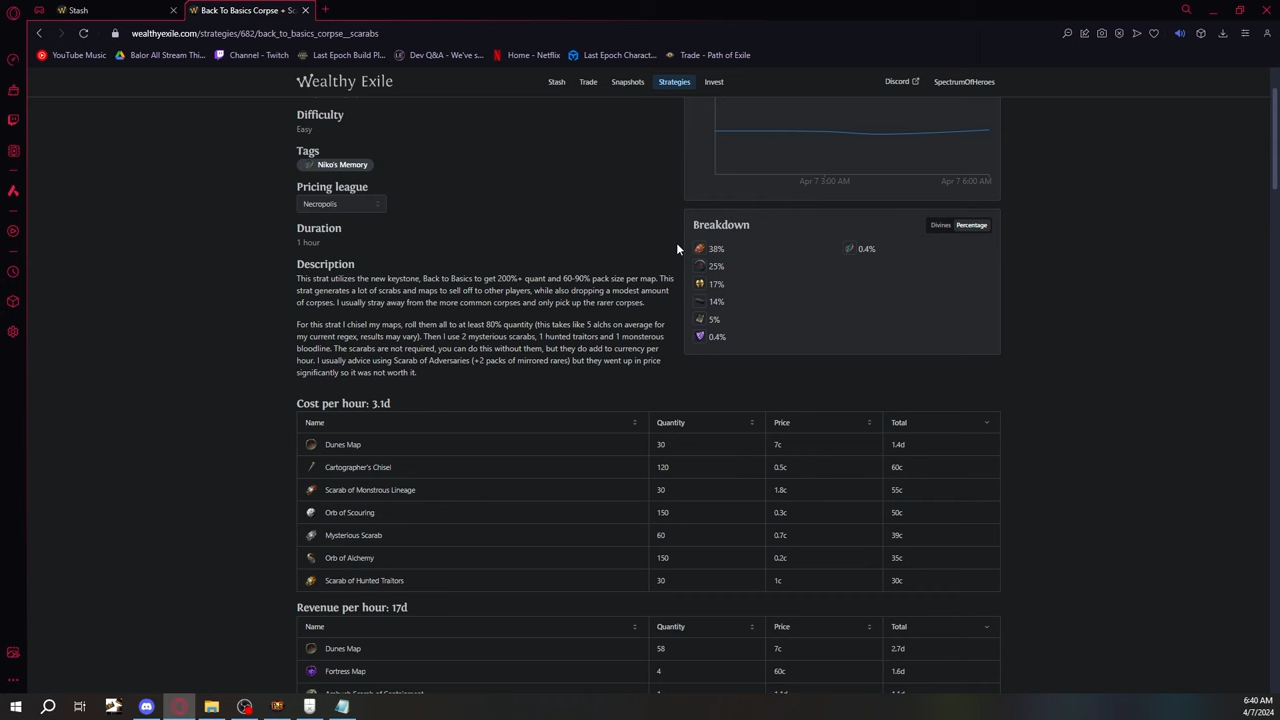 Stash
Back To Basics Corpse + Sc
wealthyexile.com/strategies/682/back_to_basics_corpse__scarabs
YouTube Music
Balor All Stream Thi...
Channel - Twitch
Last Epoch Build Pl...
Dev Q&A - We've s...
Home - Netflix
Last Epoch Charact...
Trade - Path of Exile
Wealthy Exile
Stash
Trade
Snapshots
Strategies
Invest
Discord
SpectrumOfHeroes
Difficulty
Easy
Tags
Niko's Memory
Pricing league
Necropolis
Duration
1 hour
Description
This strat utilizes the new keystone, Back to Basics to get 200%+ quant and 60-90% pack size per map. This
strat generates a lot of scrabs and maps to sell off to other players, while also dropping a modest amount
of corpses. I usually stray away from the more common corpses and only pick up the rarer corpses.
For this strat I chisel my maps, roll them all to at least 80% quantity (this takes like 5 alchs on average for
my current regex, results may vary). Then I use 2 mysterious scarabs, 1 hunted traitors and 1 monsterous
bloodline. The scarabs are not required, you can do this without them, but they do add to currency per
hour. I usually advice using Scarab of Adversaries (+2 packs of mirrored rares) but they went up in price
significantly so it was not worth it.
Apr 7 3:00 AM
Apr 7 6:00 AM
Breakdown
Divines
Percentage
38%
0.4%
25%
17%
14%
5%
0.4%
Cost per hour: 3.1d
Name Quantity Price Total
Dunes Map 30 7c 1.4d
Cartographer's Chisel 120 0.5c 60c
Scarab of Monstrous Lineage 30 1.8c 55c
Orb of Scouring 150 0.3c 50c
Mysterious Scarab 60 0.7c 39c
Orb of Alchemy 150 0.2c 35c
Scarab of Hunted Traitors 30 1c 30c
Revenue per hour: 17d
Name Quantity Price Total
Dunes Map 58 7c 2.7d
Fortress Map 4 60c 1.6d
6:40 AM
4/7/2024